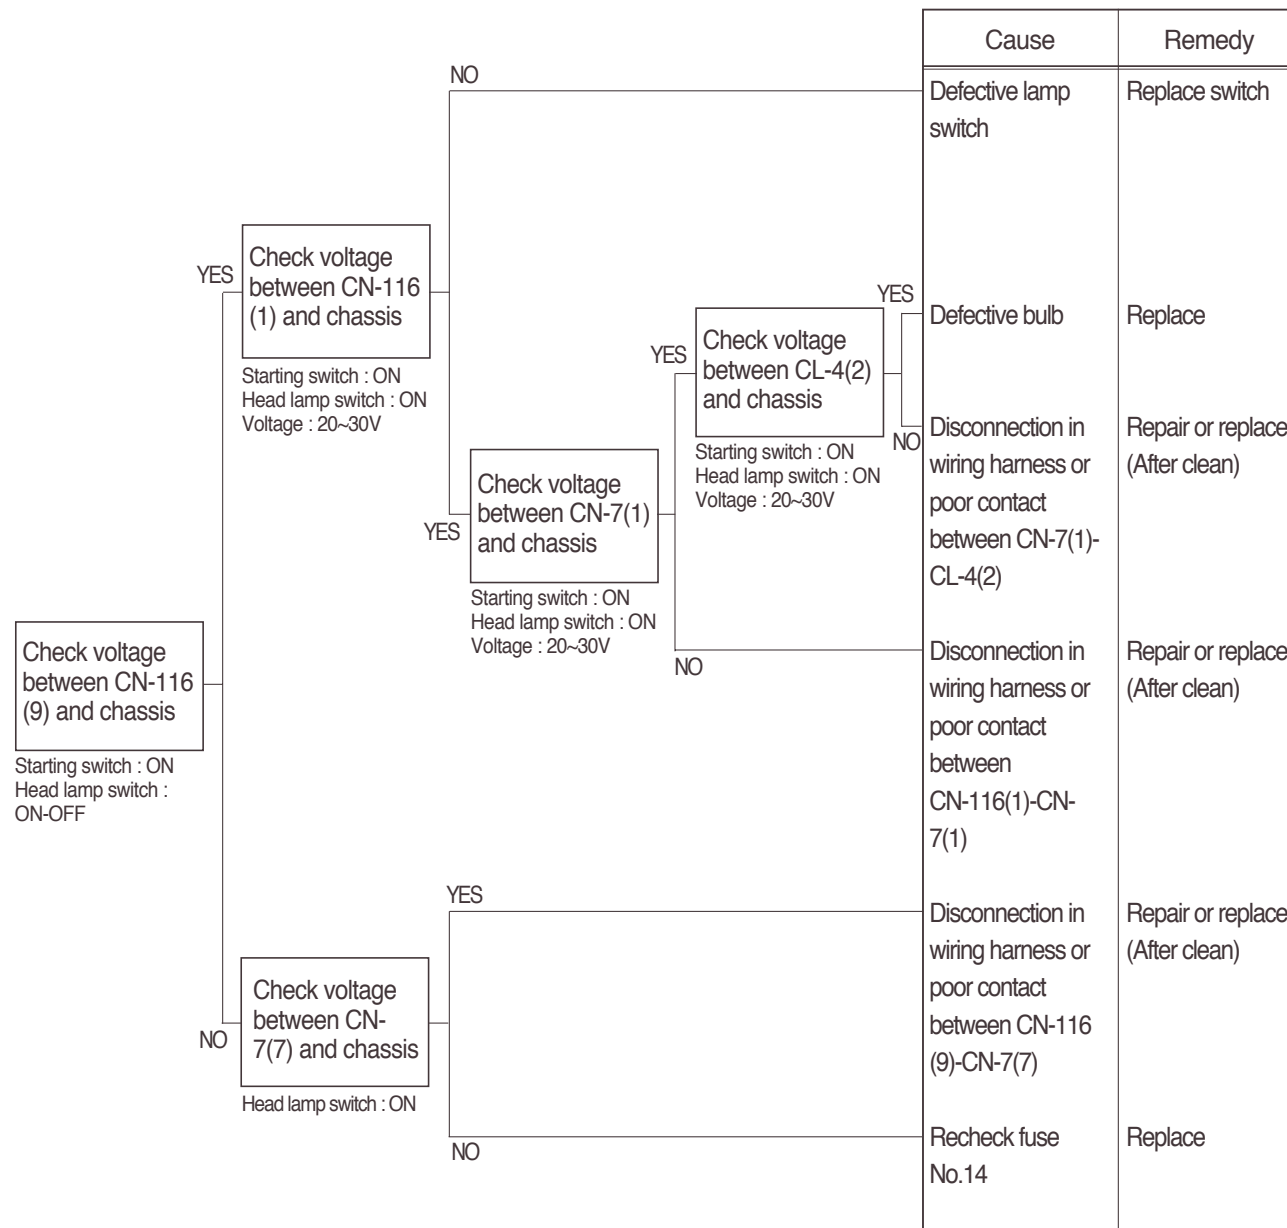 Cause
Remedy
NO
Defective lamp
switch
Replace switch
YES
Check voltage
between CN-116
(1) and chassis
Starting switch : ON
Head lamp switch : ON
Voltage : 20~30V
YES
Defective bulb
Replace
YES
Check voltage
between CL-4(2)
and chassis
Starting switch : ON
Head lamp switch : ON
Voltage : 20~30V
NO
Disconnection in
wiring harness or
poor contact
between CN-7(1)-
CL-4(2)
Repair or replace
(After clean)
YES
Check voltage
between CN-7(1)
and chassis
Starting switch : ON
Head lamp switch : ON
Voltage : 20~30V
NO
Disconnection in
wiring harness or
poor contact
between
CN-116(1)-CN-
7(1)
Repair or replace
(After clean)
Check voltage
between CN-116
(9) and chassis
Starting switch : ON
Head lamp switch :
ON-OFF
YES
Disconnection in
wiring harness or
poor contact
between CN-116
(9)-CN-7(7)
Repair or replace
(After clean)
NO
Check voltage
between CN-
7(7) and chassis
Head lamp switch : ON
NO
Recheck fuse
No.14
Replace